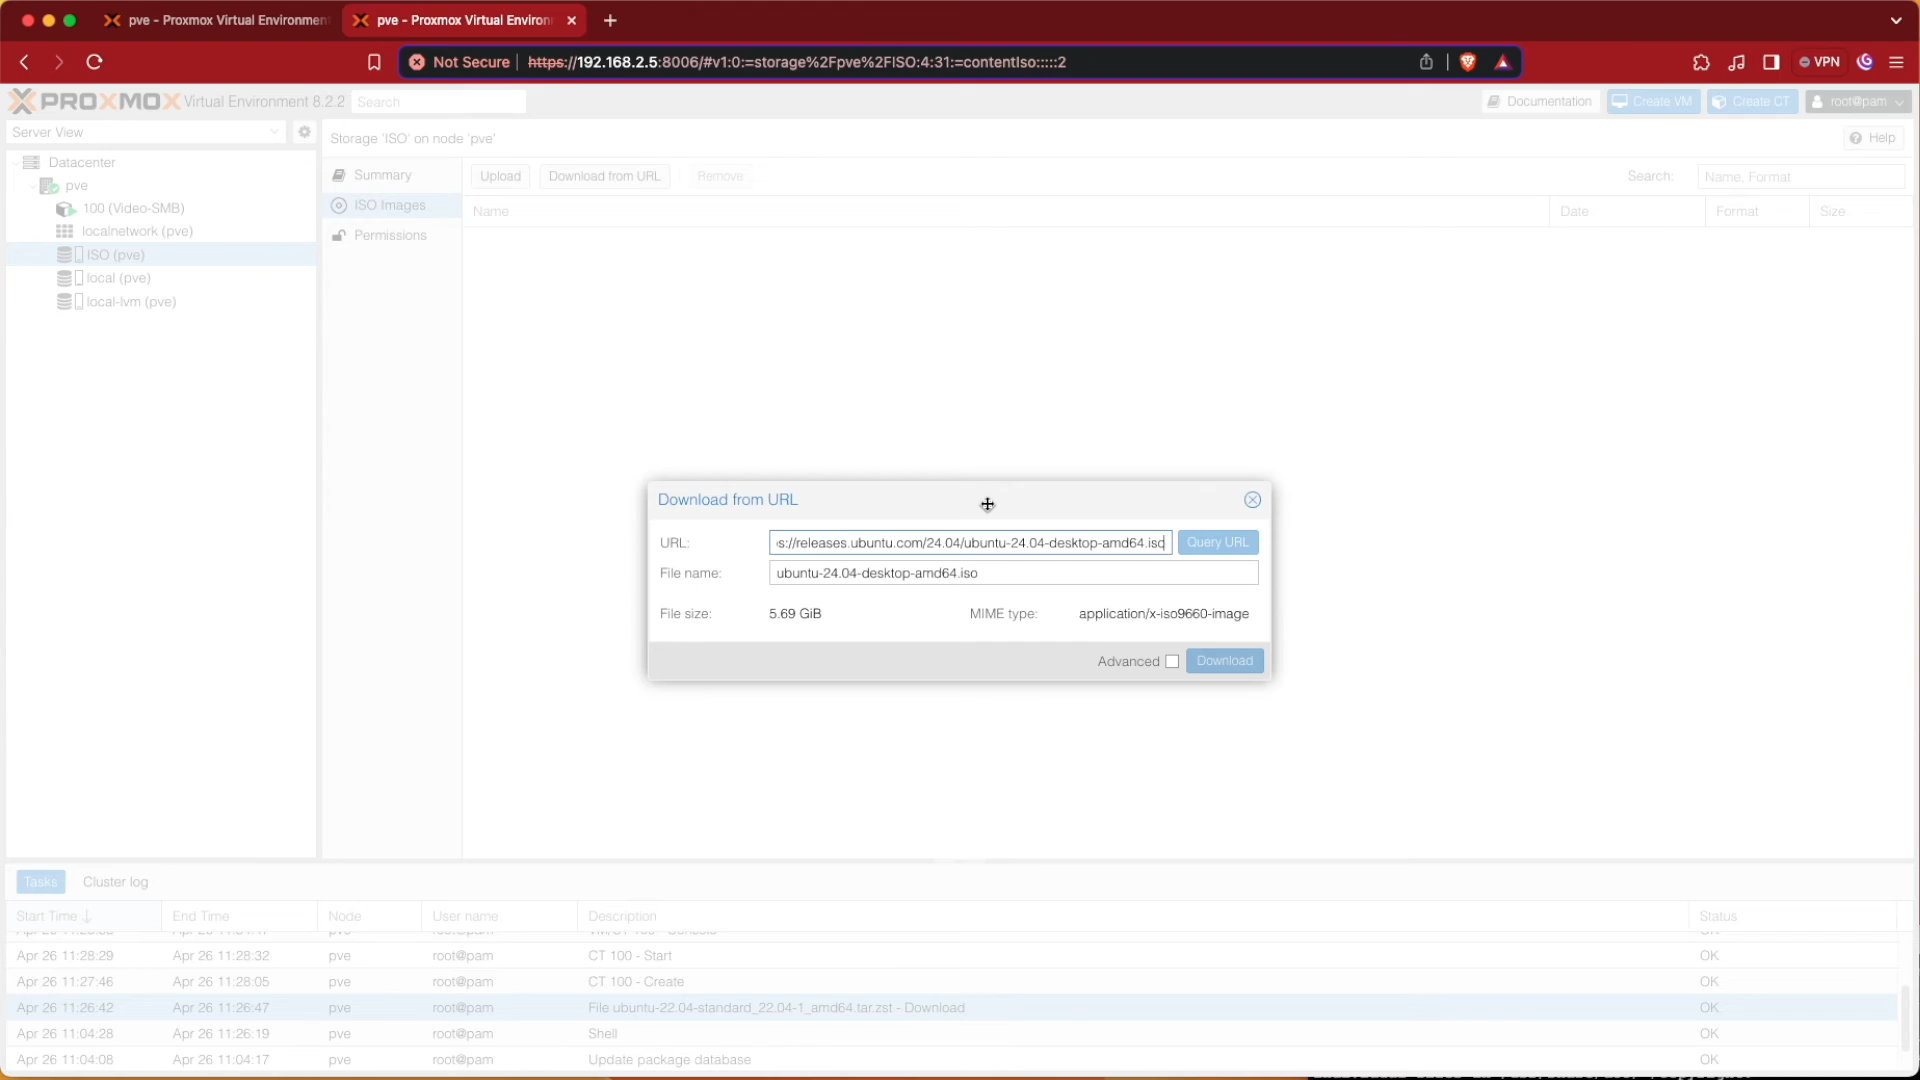 pve - Proxmox Virtual Environmen
pve - Proxmox Virtual Environ
Not Secure https://192.168.2.5:8006/#v1:0:=storage%2Fpve%2FISO:4:31:=contentIso:::::2
VPN
PROXMOX Virtual Environment 8.2.2 Search
Documentation Create VM Create CT root@pam
Server View
Storage 'ISO' on node 'pve'
Help
Datacenter
pve
100 (Video-SMB)
localnetwork (pve)
ISO (pve)
local (pve)
local-lvm (pve)
Summary
ISO Images
Permissions
Upload Download from URL Remove Search: Name, Format
Name Date Format Size
Download from URL
URL: s://releases.ubuntu.com/24.04/ubuntu-24.04-desktop-amd64.iso Query URL
File name: ubuntu-24.04-desktop-amd64.iso
File size: 5.69 GiB MIME type: application/x-iso9660-image
Advanced Download
Tasks Cluster log
Start Time End Time Node User name Description Status
Apr 26 11:28:29 Apr 26 11:28:32 pve root@pam CT 100 - Start OK
Apr 26 11:27:46 Apr 26 11:28:05 pve root@pam CT 100 - Create OK
Apr 26 11:26:42 Apr 26 11:26:47 pve root@pam File ubuntu-22.04-standard_22.04-1_amd64.tar.zst - Download OK
Apr 26 11:04:28 Apr 26 11:26:19 pve root@pam Shell OK
Apr 26 11:04:08 Apr 26 11:04:17 pve root@pam Update package database OK